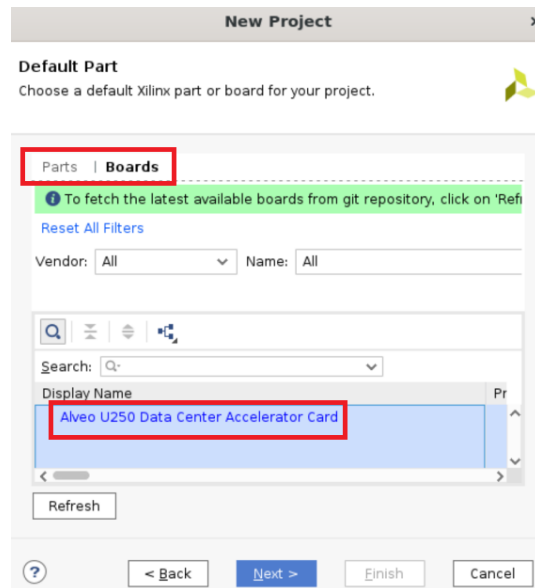 New Project
Default Part
Choose a default Xilinx part or board for your project.
Parts | Boards
To fetch the latest available boards from git repository, click on 'Refr
Reset All Filters
Vendor: All Name: All
Search: Q-
Display Name Pr
Alveo U250 Data Center Accelerator Card
Refresh
? < Back Next > Finish Cancel